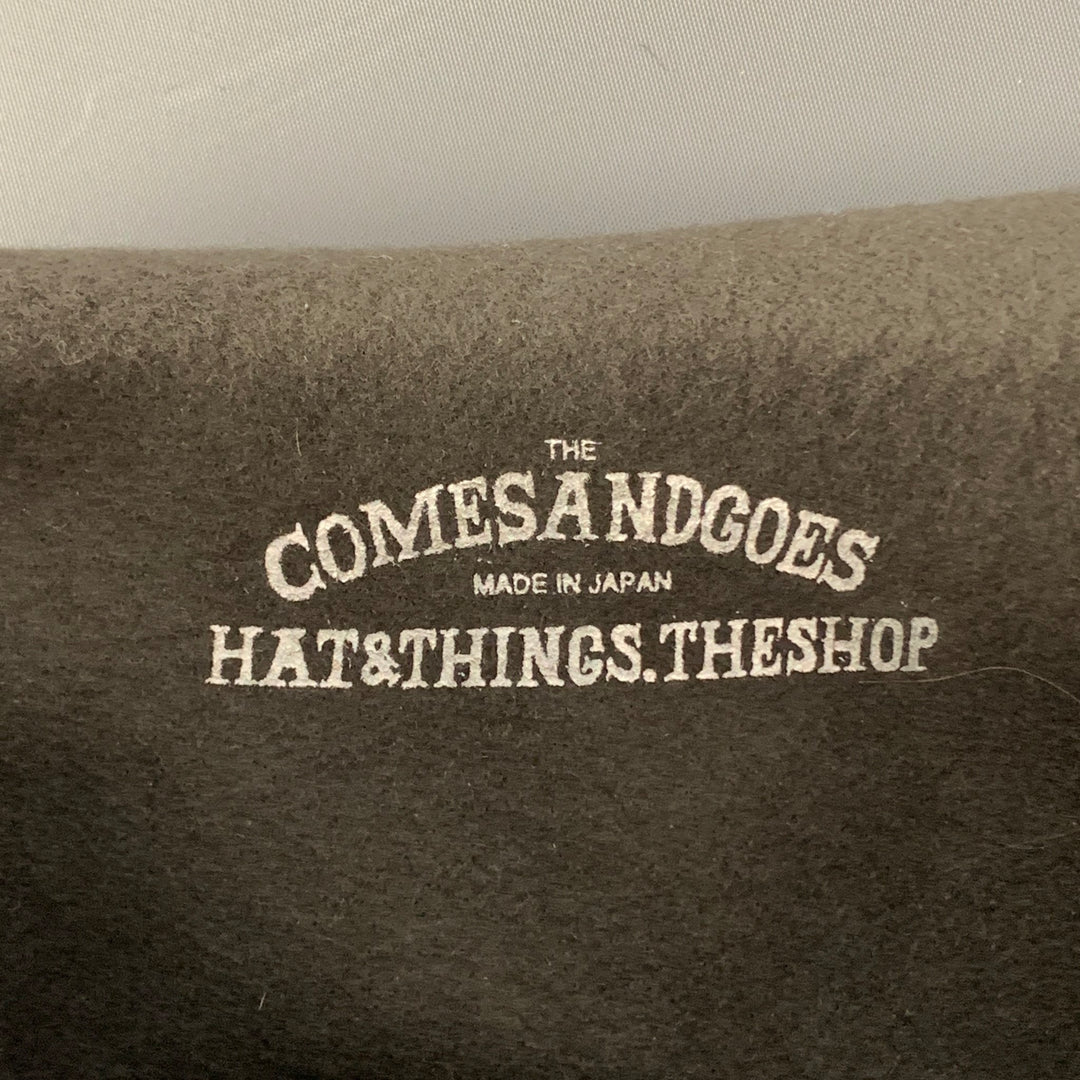 THE
COMESANDGOES
MADE IN JAPAN
HAT&THINGS.THESHOP